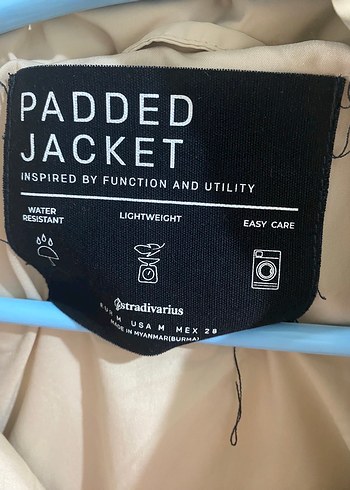 PADDED
JACKET
INSPIRED BY FUNCTION AND UTILITY
WATER
RESISTANT
LIGHTWEIGHT
EASY CARE
stradivarius
EUR M USA M MEX 28
MADE IN MYANMAR(BURMA)